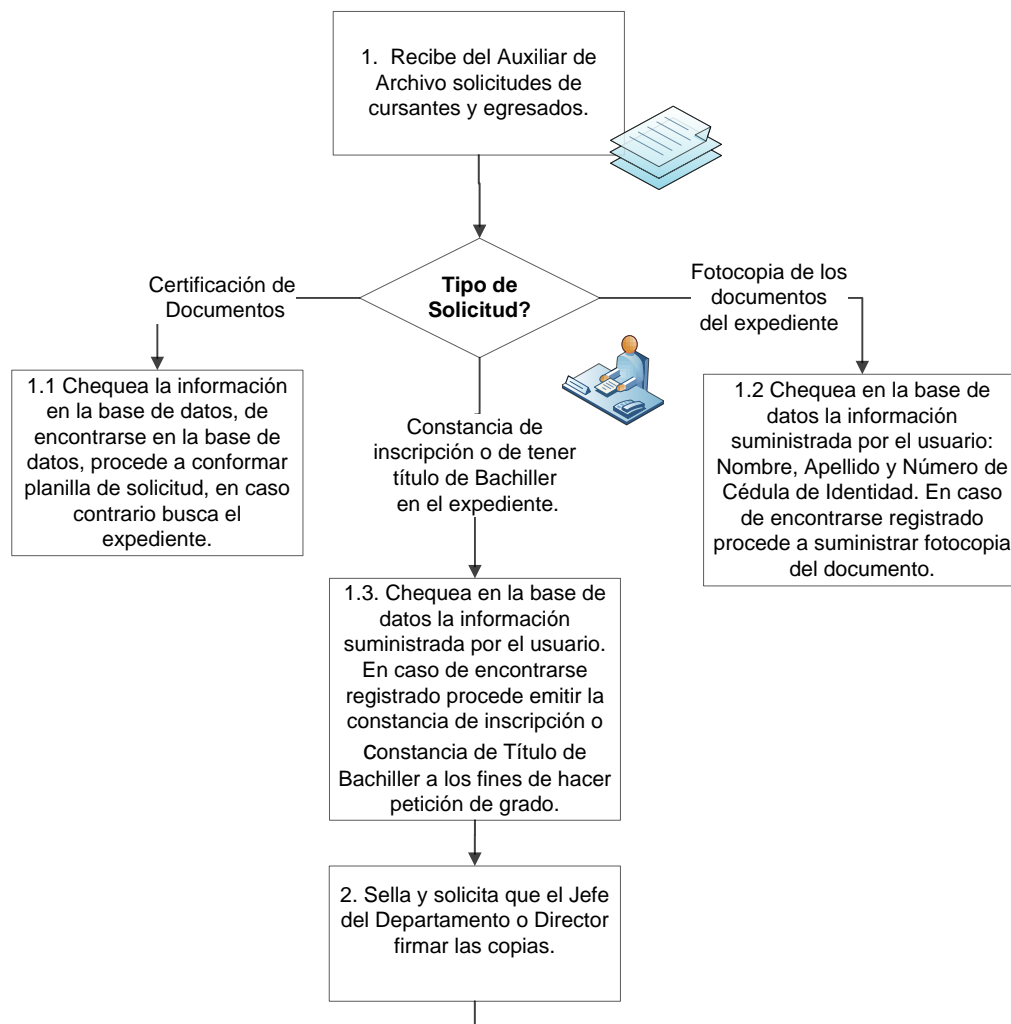 1. Recibe del Auxiliar de
Archivo solicitudes de
cursantes y egresados.
Tipo de
Solicitud?
Certificación de
Documentos
Fotocopia de los
documentos
del expediente
1.1 Chequea la información
en la base de datos, de
encontrarse en la base de
datos, procede a conformar
planilla de solicitud, en caso
contrario busca el
expediente.
Constancia de
inscripción o de tener
título de Bachiller
en el expediente.
1.2 Chequea en la base de
datos la información
suministrada por el usuario:
Nombre, Apellido y Número de
Cédula de Identidad. En caso
de encontrarse registrado
procede a suministrar fotocopia
del documento.
1.3. Chequea en la base de
datos la información
suministrada por el usuario.
En caso de encontrarse
registrado procede emitir la
constancia de inscripción o
Constancia de Título de
Bachiller a los fines de hacer
petición de grado.
2. Sella y solicita que el Jefe
del Departamento o Director
firmar las copias.